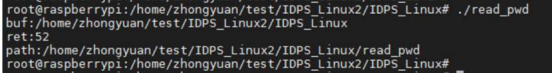 root@raspberrypi:/home/zhongyuan/test/IDPS_Linux2/IDPS_Linux# ./read_pwd
buf:/home/zhongyuan/test/IDPS_Linux2/IDPS_Linux
ret:52
path:/home/zhongyuan/test/IDPS_Linux2/IDPS_Linux/read_pwd
root@raspberrypi:/home/zhongyuan/test/IDPS_Linux2/IDPS_Linux#